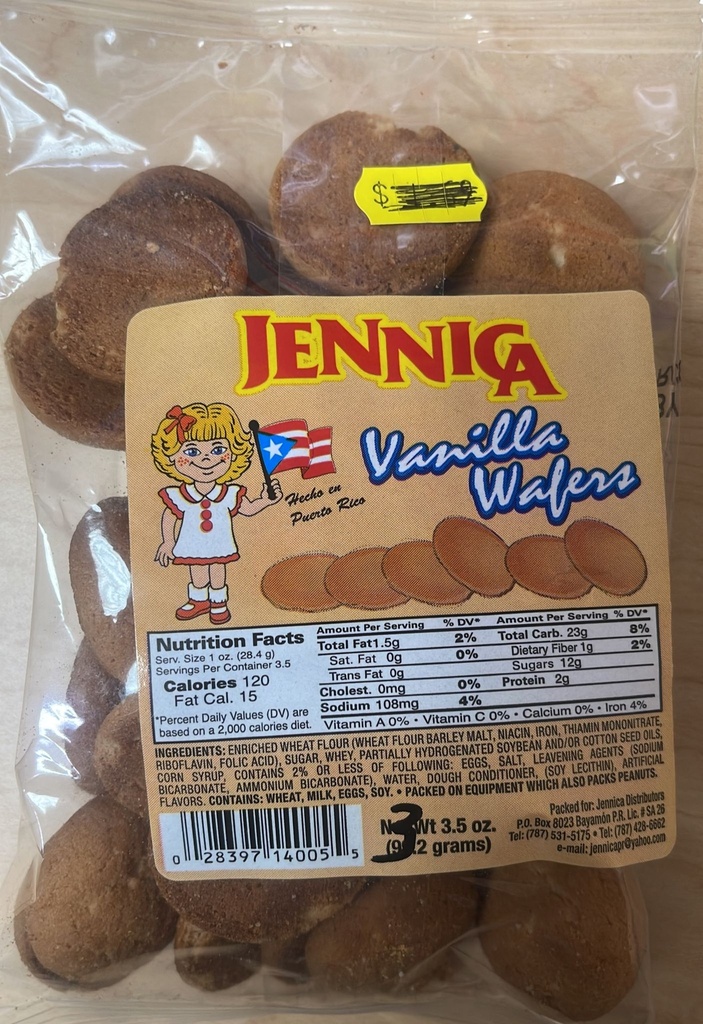 $
JENNICA
Vanilla
Wafers
Hecho en
Puerto Rico
Nutrition Facts
Serv. Size 1 oz. (28.4 g)
Servings Per Container 3.5
Calories 120
Fat Cal. 15
*Percent Daily Values (DV) are
based on a 2,000 calories diet.
Amount Per Serving % DV*
Total Fat1.5g 2%
Sat. Fat 0g 0%
Trans Fat 0g
Cholest. 0mg 0%
Sodium 108mg 4%
Amount Per Serving % DV*
Total Carb. 23g 8%
Dietary Fiber 1g 2%
Sugars 12g
Protein 2g
Vitamin A 0% • Vitamin C 0% • Calcium 0% • Iron 4%
INGREDIENTS: ENRICHED WHEAT FLOUR (WHEAT FLOUR BARLEY MALT, NIACIN, IRON, THIAMIN MONONITRATE,
RIBOFLAVIN, FOLIC ACID), SUGAR, WHEY, PARTIALLY HYDROGENATED SOYBEAN AND/OR COTTON SEED OILS,
CORN SYRUP, CONTAINS 2% OR LESS OF FOLLOWING: EGGS, SALT, LEAVENING AGENTS (SODIUM
BICARBONATE, AMMONIUM BICARBONATE), WATER, DOUGH CONDITIONER, (SOY LECITHIN), ARTIFICIAL
FLAVORS. CONTAINS: WHEAT, MILK, EGGS, SOY. • PACKED ON EQUIPMENT WHICH ALSO PACKS PEANUTS.
0 28397 14005 5
3
Wt 3.5 oz.
grams)
Packed for: Jennica Distributors
P.O. Box 8023 Bayamón P.R. Lic. # SA 26
Tel: (787) 531-5175 • Tel: (787) 426-6662
e-mail: jennicapr@yahoo.com